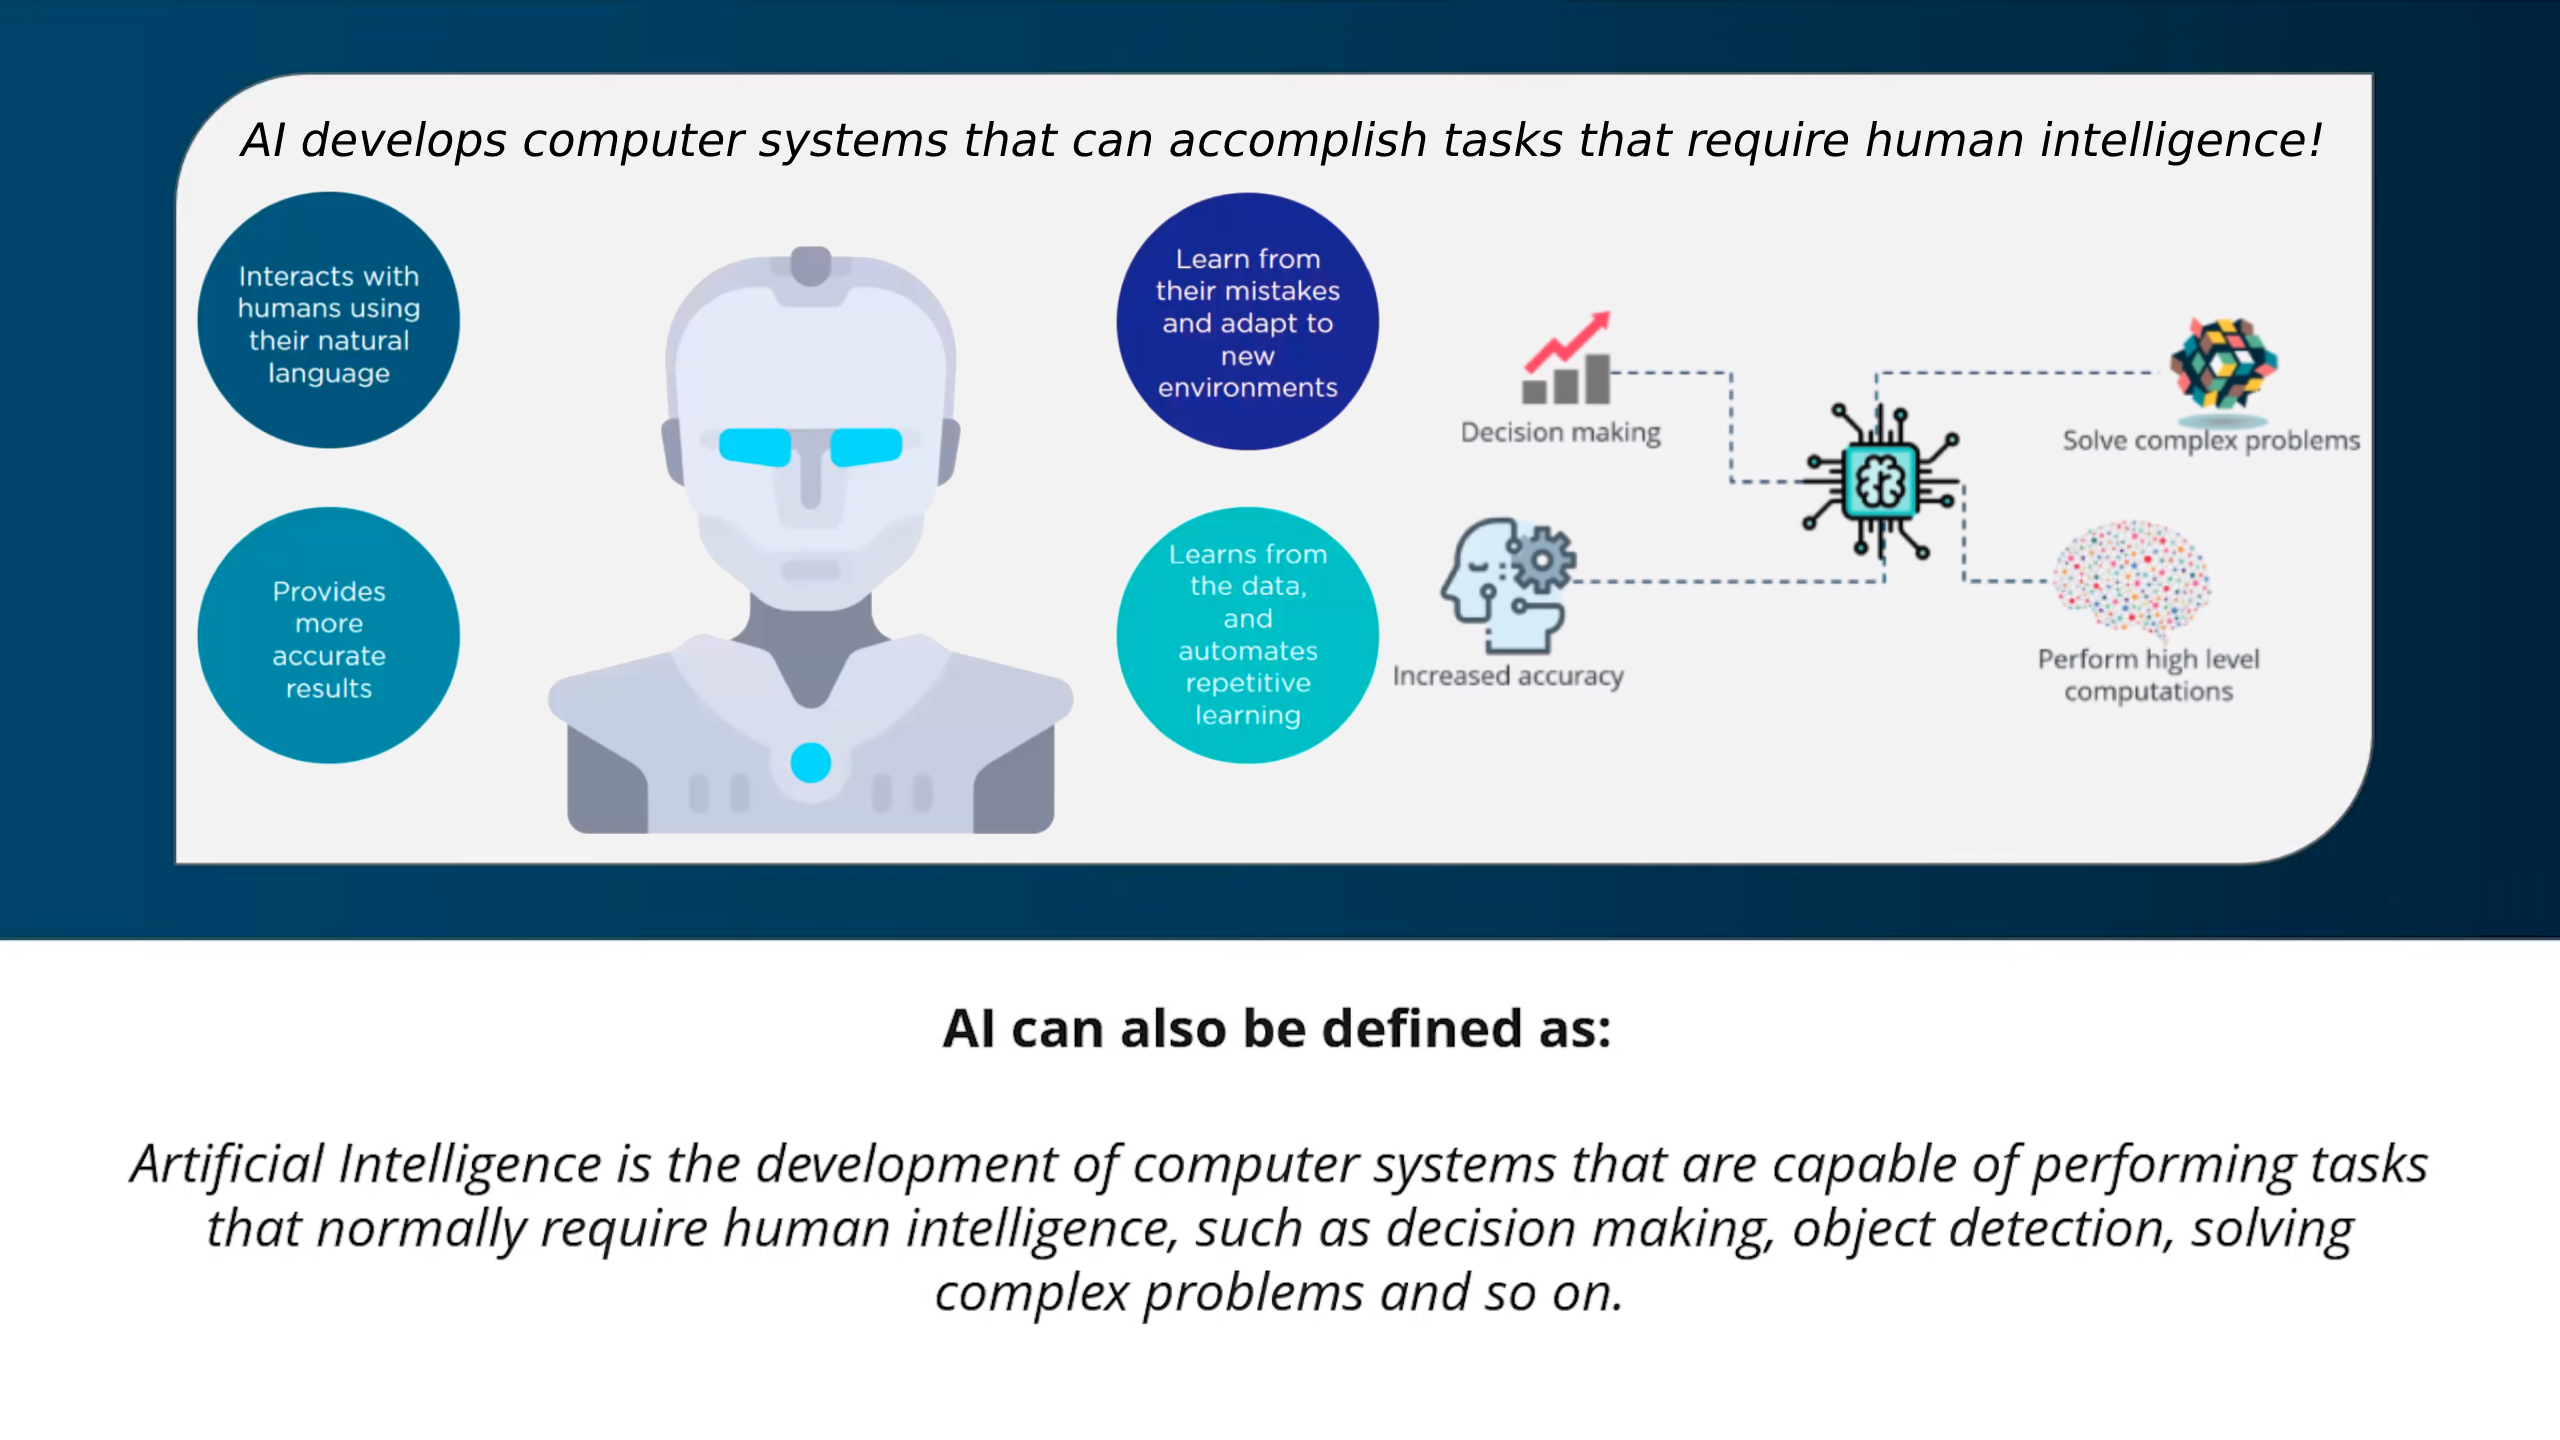 AI develops computer systems that can accomplish tasks that require human intelligence!
Interacts with
humans using
their natural
language
Provides
more
accurate
results
Learn from
their mistakes
and adapt to
new
environments
Learns from
the data,
and
automates
repetitive
learning
Decision making
Solve complex problems
Increased accuracy
Perform high level
computations
AI can also be defined as:
Artificial Intelligence is the development of computer systems that are capable of performing tasks
that normally require human intelligence, such as decision making, object detection, solving
complex problems and so on.